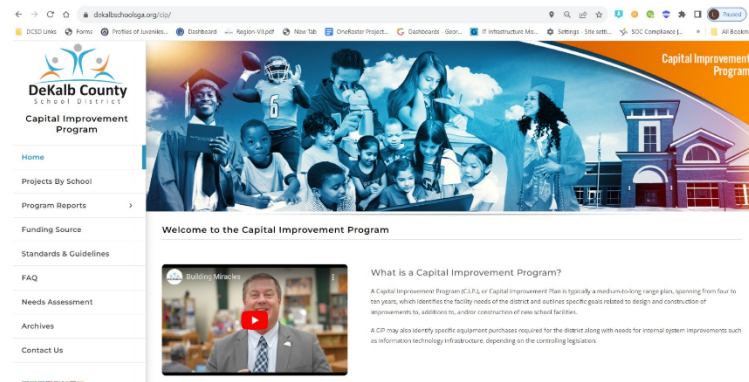 dekalbschoolsga.org/cip/
Paused
DCSD Links
Forms
Profiles of Juveniles...
Dashboard
Region-VII.pdf
New Tab
OneRoster Project...
Dashboards - Geor...
IT Infrastructure Mo...
Settings - Site setti...
SOC Compliance |...
»
All Bookm
DeKalb County
School District
Capital Improvement
Program
Capital Improvement
Program
Home
Projects By School
Program Reports
Funding Source
Standards & Guidelines
FAQ
Needs Assessment
Archives
Contact Us
Welcome to the Capital Improvement Program
Building Miracles
What is a Capital Improvement Program?
A Capital Improvement Program (C.I.P.), or Capital Improvement Plan is typically a medium-to-long range plan, spanning from four to
ten years, which identifies the facility needs of the district and outlines specific goals related to design and construction of
improvements to, additions to, and/or construction of new school facilities.
A CIP may also identify specific equipment purchases required for the district along with needs for internal system improvements such
as information technology infrastructure, depending on the controlling legislation.